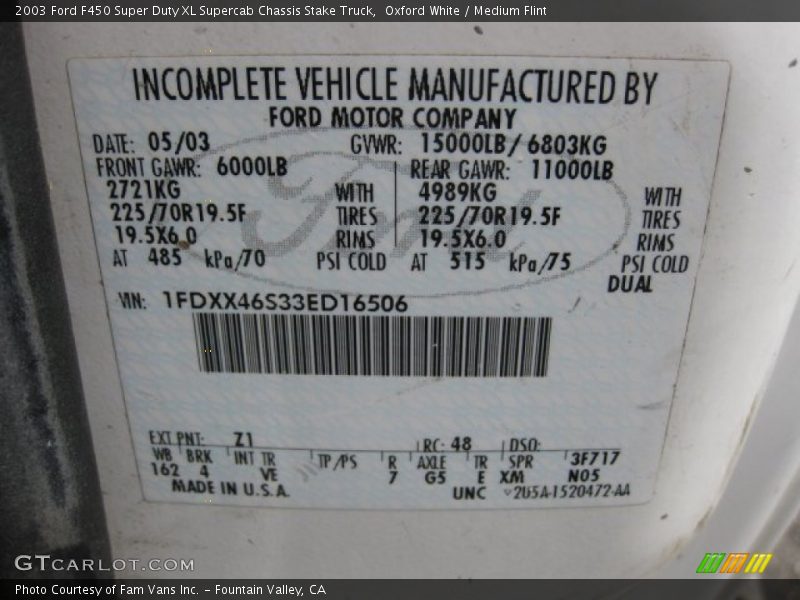 2003 Ford F450 Super Duty XL Supercab Chassis Stake Truck,  Oxford White / Medium Flint
INCOMPLETE VEHICLE MANUFACTURED BY
FORD MOTOR COMPANY
DATE: 05/03 GVWR: 15000LB/ 6803KG
FRONT GAWR: 6000LB REAR GAWR: 11000LB
2721KG WITH 4989KG WITH
225/70R19.5F TIRES 225/70R19.5F TIRES
19.5X6.0 RIMS 19.5X6.0 RIMS
AT 485 kPa/70 PSI COLD AT 515 kPa/75 PSI COLD
DUAL
Ford
VIN: 1FDXX46S33ED16506
EXT PNT: Z1 RC: 48 DSO:
WB BRK INT TR TP/PS R AXLE TR SPR 3F717
162 4 VE 7 G5 E XM N05
MADE IN U.S.A. UNC 2U5A-1520472-AA
GTCARLOT.COM
Photo Courtesy of Fam Vans Inc. – Fountain Valley, CA